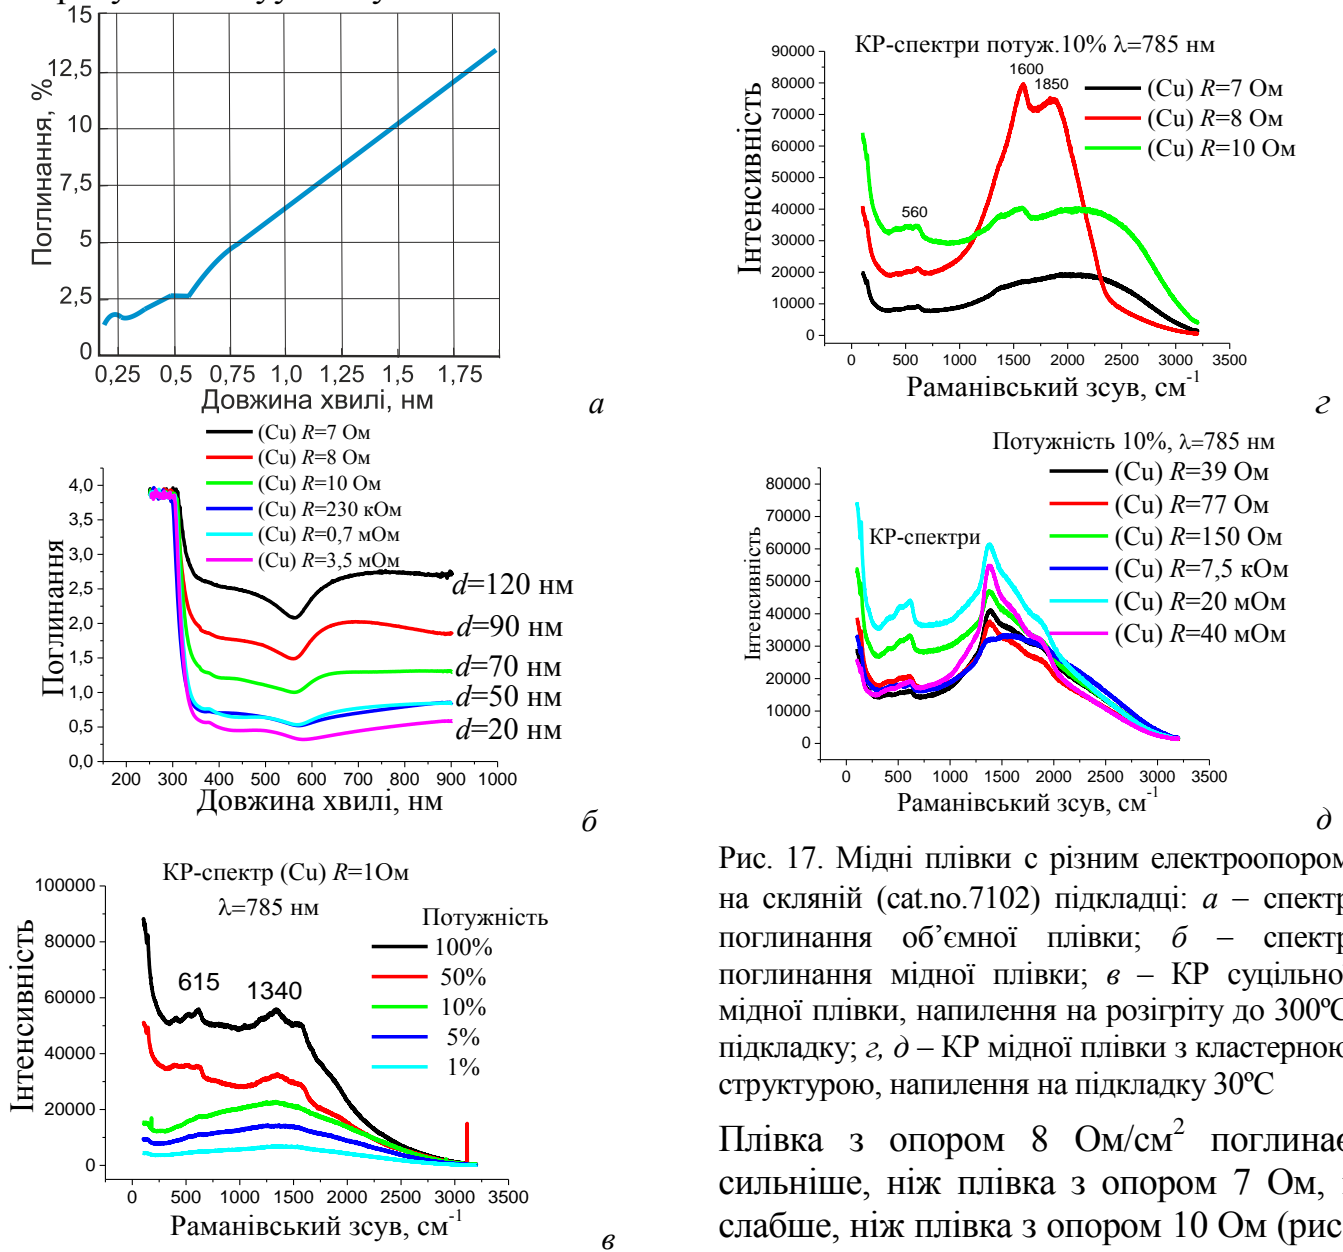 15
12,5
10
7,5
5
2,5
0
Поглинання, %
0,25 0,5 0,75 1,0 1,25 1,5 1,75
Довжина хвилі, нм
а
(Cu) R=7 Ом
(Cu) R=8 Ом
(Cu) R=10 Ом
(Cu) R=230 кОм
(Cu) R=0,7 мОм
(Cu) R=3,5 мОм
4,0
3,5
3,0
2,5
2,0
1,5
1,0
0,5
0,0
Поглинання
d=120 нм
d=90 нм
d=70 нм
d=50 нм
d=20 нм
200 300 400 500 600 700 800 900 1000
Довжина хвилі, нм
б
КР-спектр (Cu) R=1Ом
λ=785 нм
Потужність
100%
50%
10%
5%
1%
615
1340
100000
80000
60000
40000
20000
0
Інтенсивність
0 500 1000 1500 2000 2500 3000 3500
Раманівський зсув, см-1
в
КР-спектри потуж.10% λ=785 нм
1600
1850
560
(Cu) R=7 Ом
(Cu) R=8 Ом
(Cu) R=10 Ом
90000
80000
70000
60000
50000
40000
30000
20000
10000
0
Інтенсивність
0 500 1000 1500 2000 2500 3000 3500
Раманівський зсув, см-1
г
Потужність 10%, λ=785 нм
КР-спектри
(Cu) R=39 Ом
(Cu) R=77 Ом
(Cu) R=150 Ом
(Cu) R=7,5 кОм
(Cu) R=20 мОм
(Cu) R=40 мОм
80000
70000
60000
50000
40000
30000
20000
10000
0
Інтенсивність
0 500 1000 1500 2000 2500 3000 3500
Раманівський зсув, см-1
д
Рис. 17. Мідні плівки с різним електроопором
на скляній (cat.no.7102) підкладці: а – спектр
поглинання об’ємної плівки; б – спектр
поглинання мідної плівки; в – КР суцільно
мідної плівки, напилення на розігріту до 300ºС
підкладку; г, д – КР мідної плівки з кластерною
структурою, напилення на підкладку 30ºС
Плівка з опором 8 Ом/см2 поглинає
сильніше, ніж плівка з опором 7 Ом,
слабше, ніж плівка з опором 10 Ом (рис